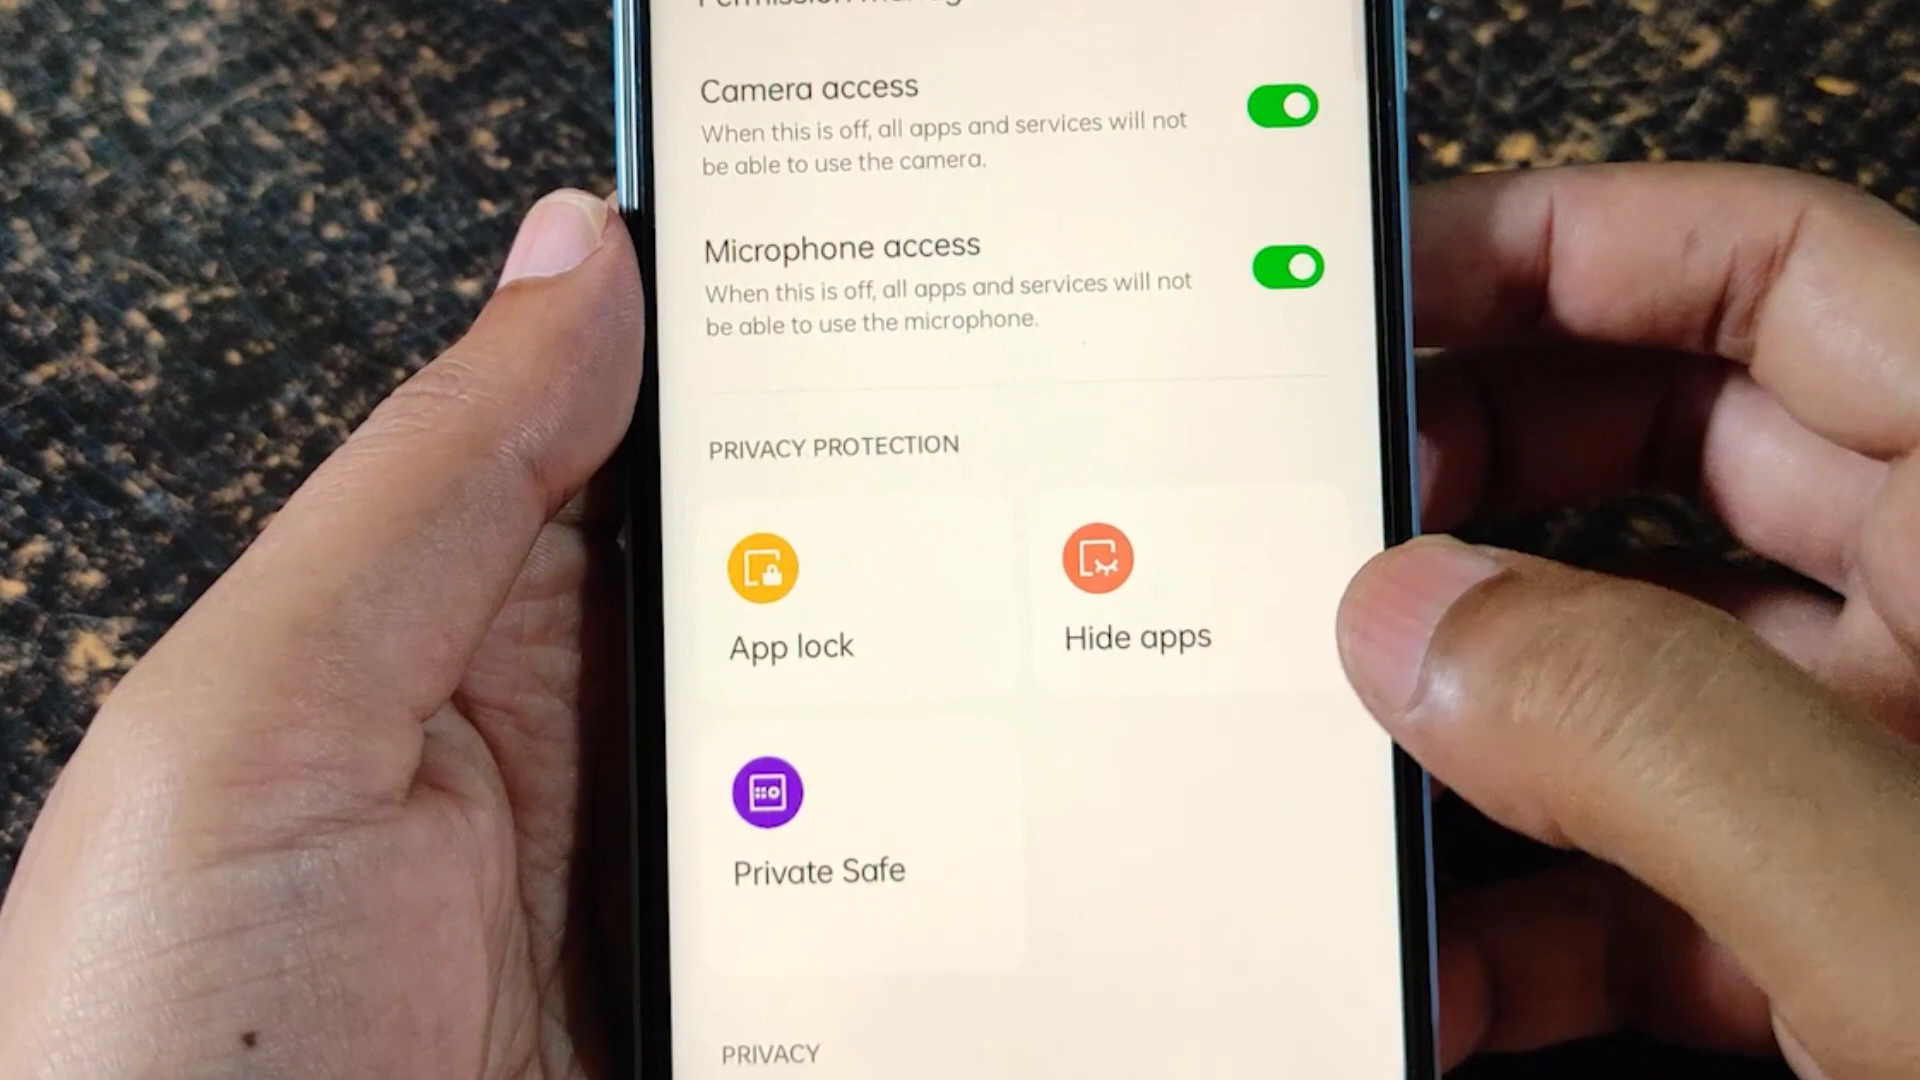 Permission
Camera access
When this is off, all apps and services will not
be able to use the camera.
Microphone access
When this is off, all apps and services will not
be able to use the microphone.
PRIVACY PROTECTION
App lock
Hide apps
Private Safe
PRIVACY